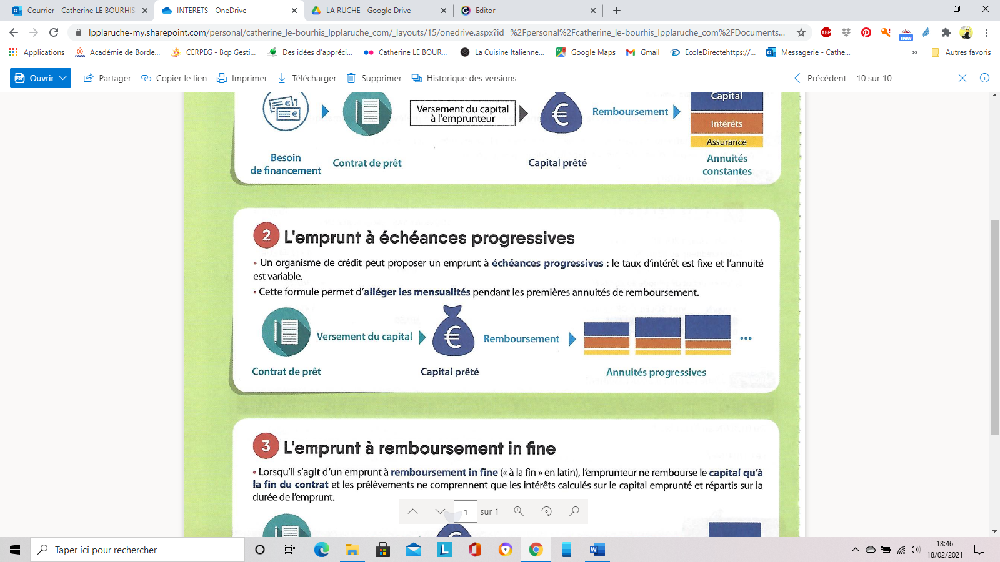 Courrier - Catherine LE BOURHIS
INTERETS - OneDrive
LA RUCHE - Google Drive
Editor
lpplaruche-my.sharepoint.com/personal/catherine_le-bourhis_lpplaruche_com/_layouts/15/onedrive.aspx?id=%2Fpersonal%2Fcatherine_le-bourhis_lpplaruche_com%2FDocuments...
ABP
new
Applications
Académie de Borde...
CERPEG - Bcp Gesti...
Des idées d'appréci...
Catherine LE BOUR...
La Cuisine Italienne...
Google Maps
Gmail
EcoleDirectehttps://...
Messagerie - Cathe...
»
Autres favoris
PDF Ouvrir
Partager
Copier le lien
Imprimer
Télécharger
Supprimer
Historique des versions
Précédent
10 sur 10
Versement du capital
à l'emprunteur
€
Remboursement
Capital
Intérêts
Assurance
Besoin
de financement
Contrat de prêt
Capital prêté
Annuités
constantes
2 L'emprunt à échéances progressives
• Un organisme de crédit peut proposer un emprunt à échéances progressives : le taux d'intérêt est fixe et l'annuité
est variable.
• Cette formule permet d'alléger les mensualités pendant les premières annuités de remboursement.
Versement du capital
€
Remboursement
...
Contrat de prêt
Capital prêté
Annuités progressives
3 L'emprunt à remboursement in fine
• Lorsqu'il s'agit d'un emprunt à remboursement in fine (« à la fin » en latin), l'emprunteur ne rembourse le capital qu'à
la fin du contrat et les prélèvements ne comprennent que les intérêts calculés sur le capital emprunté et répartis sur la
durée de l'emprunt.
1 sur 1
Taper ici pour rechercher
18:46
18/02/2021